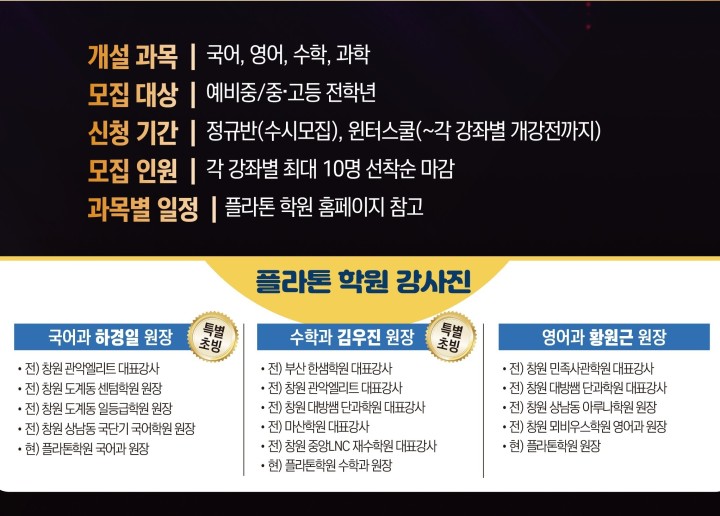 개설 과목 | 국어, 영어, 수학, 과학
모집 대상 | 예비중/중·고등 전학년
신청 기간 | 정규반(수시모집), 윈터스쿨(~각 강좌별 개강전까지)
모집 인원 | 각 강좌별 최대 10명 선착순 마감
과목별 일정 | 플라톤 학원 홈페이지 참고
플라톤 학원 강사진
국어과 하경일 원장
특별
초빙
• 전) 창원 관악엘리트 대표강사
• 전) 창원 도계동 센텀학원 원장
• 전) 창원 도계동 일등급학원 원장
• 전) 창원 상남동 국단기 국어학원 원장
• 현) 플라톤학원 국어과 원장
수학과 김우진 원장
특별
초빙
• 전) 부산 한샘학원 대표강사
• 전) 창원 관악엘리트 대표강사
• 전) 창원 대방쌤 단과학원 대표강사
• 전) 마산학원 대표강사
• 전) 창원 중앙LNC 재수학원 대표강사
• 현) 플라톤학원 수학과 원장
영어과 황원근 원장
• 전) 창원 민족사관학원 대표강사
• 전) 창원 대방쌤 단과학원 대표강사
• 전) 창원 상남동 아루나학원 원장
• 전) 창원 뫼비우스학원 영어과 원장
• 현) 플라톤학원 원장